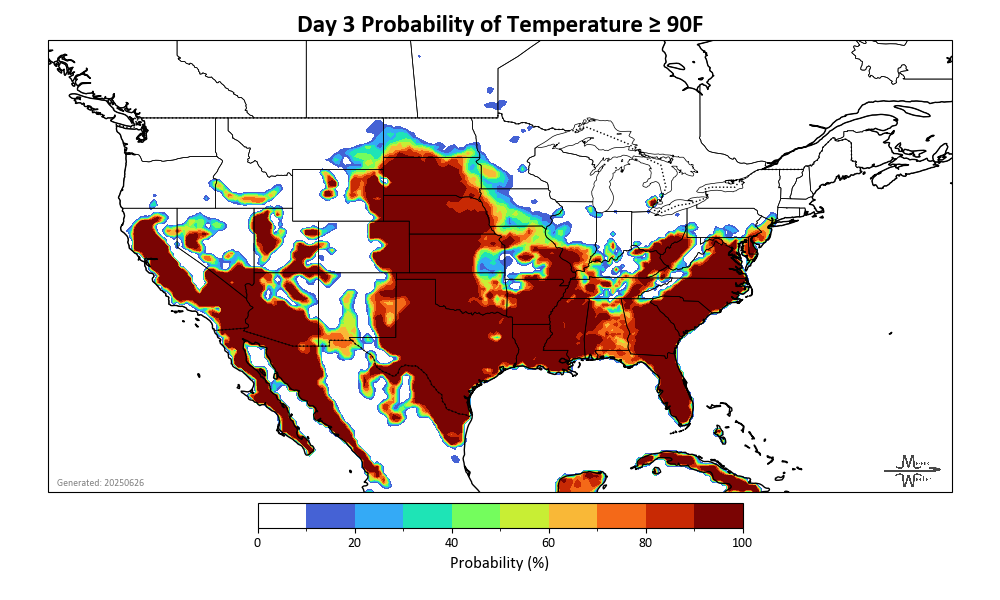 Day 3 Probability of Temperature ≥ 90F
Generated: 20250626
0 20 40 60 80 100
Probability (%)